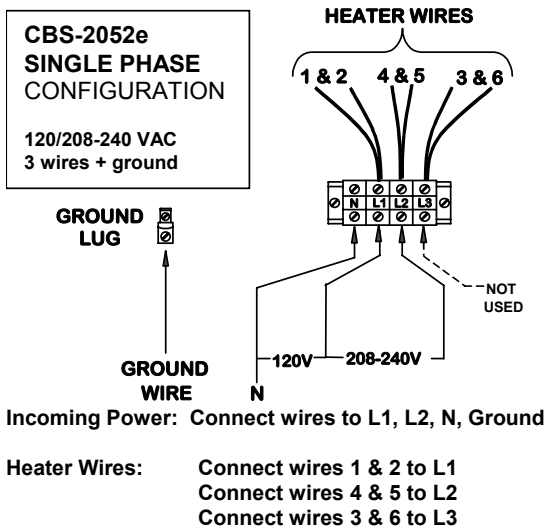 CBS-2052e
SINGLE PHASE
CONFIGURATION
120/208-240 VAC
3 wires + ground
HEATER WIRES
1 & 2 4 & 5 3 & 6
N L1 L2 L3
GROUND
LUG
NOT
USED
120V 208-240V
GROUND
WIRE
N
Incoming Power: Connect wires to L1, L2, N, Ground
Heater Wires: Connect wires 1 & 2 to L1
Connect wires 4 & 5 to L2
Connect wires 3 & 6 to L3